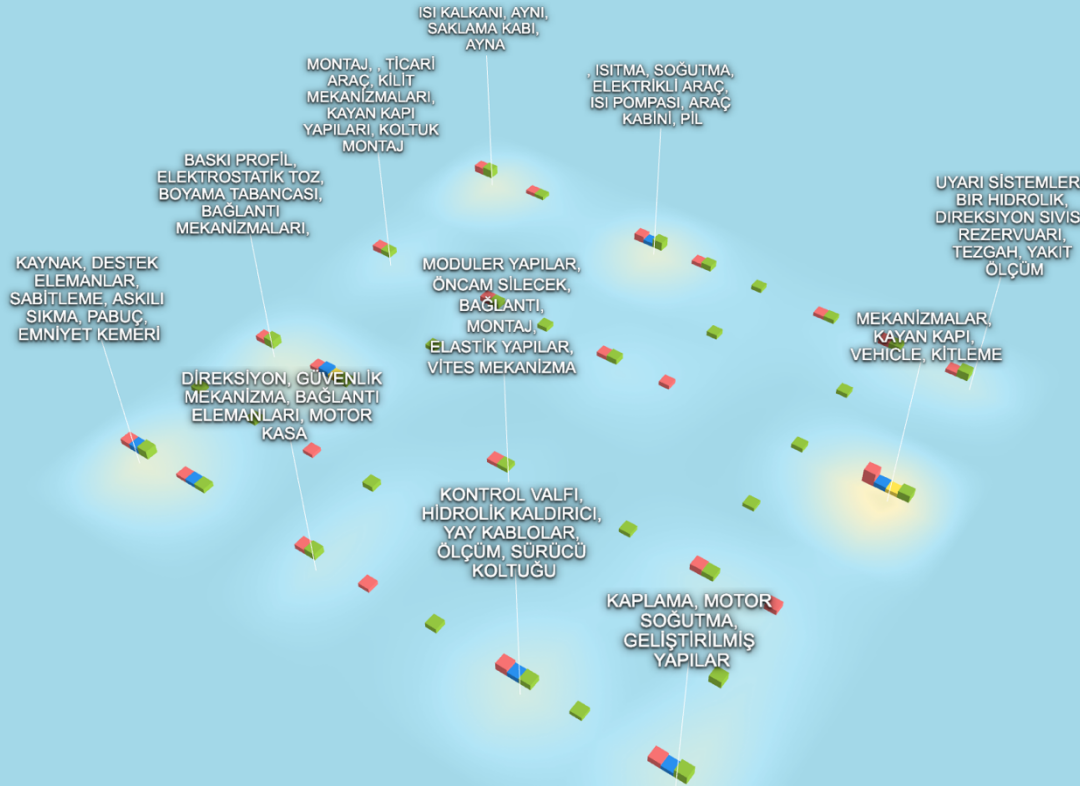 ISI KALKANI, AYNI,
SAKLAMA KABI,
AYNA
MONTAJ, , TİCARİ
ARAÇ, KİLİT
MEKANİZMALARI,
KAYAN KAPI
YAPILARI, KOLTUK
MONTAJ
, ISITMA, SOĞUTMA,
ELEKTRİKLİ ARAÇ,
ISI POMPASI, ARAÇ
KABİNİ, PİL
BASKI PROFİL,
ELEKTROSTATİK TOZ,
BOYAMA TABANCASI,
BAĞLANTI
MEKANİZMALARI,
UYARI SİSTEMLER
BIR HIDROLIK,
DIREKSIYON SIVIS
REZERVUARI,
TEZGAH, YAKIT
ÖLÇÜM
KAYNAK, DESTEK
ELEMANLAR,
SABİTLEME, ASKILI
SIKMA, PABUÇ,
EMNİYET KEMERİ
MODULER YAPILAR,
ÖNCAM SİLECEK,
BAĞLANTI,
MONTAJ,
ELASTİK YAPILAR,
VİTES MEKANİZMA
MEKANİZMALAR,
KAYAN KAPI,
VEHICLE, KİTLEME
DİREKSİYON, GÜVENLİK
MEKANİZMA, BAĞLANTI
ELEMANLARI, MOTOR
KASA
KONTROL VALFI,
HİDROLİK KALDIRICI,
YAY KABLOLAR,
ÖLÇÜM, SÜRÜCÜ
KOLTUĞU
KAPLAMA, MOTOR
SOĞUTMA,
GELİŞTİRİLMİŞ
YAPILAR